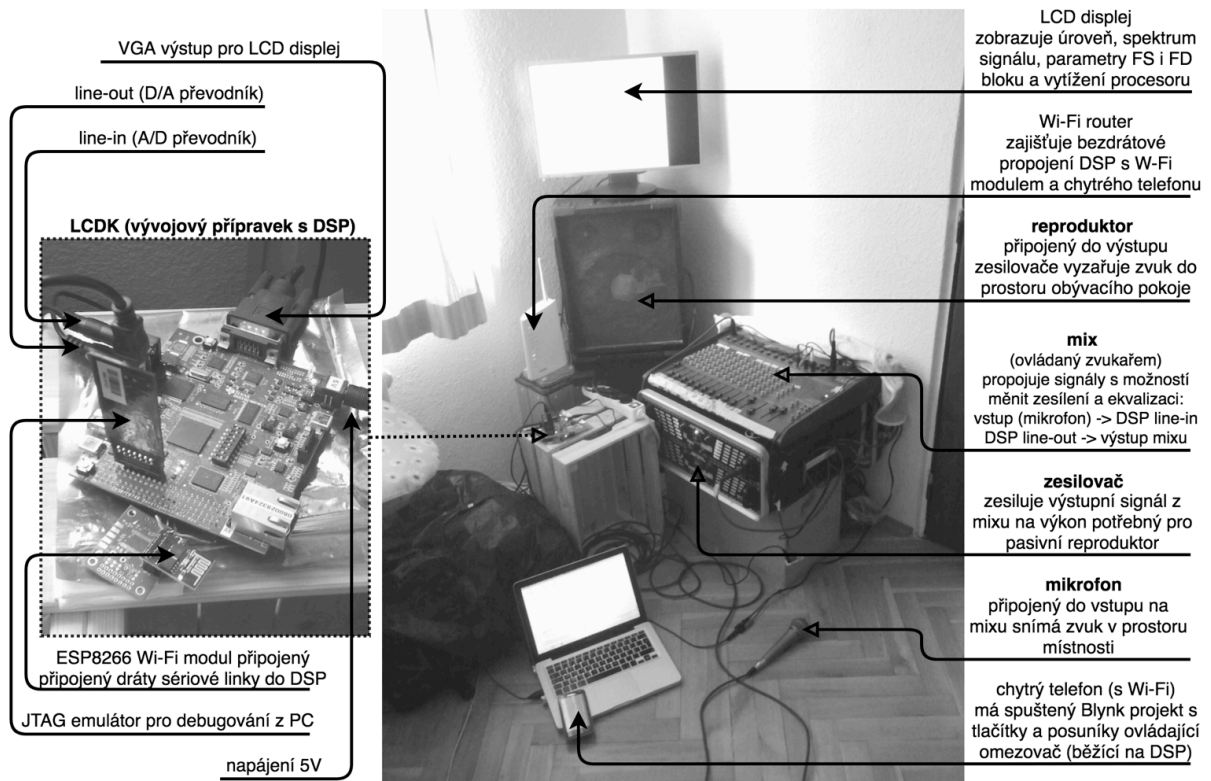 VGA výstup pro LCD displej
line-out (D/A převodník)
line-in (A/D převodník)
LCDK (vývojový přípravek s DSP)
ESP8266 Wi-Fi modul připojený
připojený dráty sériové linky do DSP
JTAG emulátor pro debugování z PC
napájení 5V
LCD displej
zobrazuje úroveň, spektrum
signálu, parametry FS i FD
bloku a vytížení procesoru
Wi-Fi router
zajišťuje bezdrátové
propojení DSP s W-Fi
modulem a chytrého telefonu
reproduktor
připojený do výstupu
zesilovače vyzařuje zvuk do
prostoru obývacího pokoje
mix
(ovládaný zvukařem)
propojuje signály s možností
měnit zesílení a ekvalizaci:
vstup (mikrofon) -> DSP line-in
DSP line-out -> výstup mixu
zesilovač
zesiluje výstupní signál z
mixu na výkon potřebný pro
pasivní reproduktor
mikrofon
připojený do vstupu na
mixu snímá zvuk v prostoru
místnosti
chytrý telefon (s Wi-Fi)
má spuštěný Blynk projekt s
tlačítky a posuníky ovládající
omezovač (běžící na DSP)